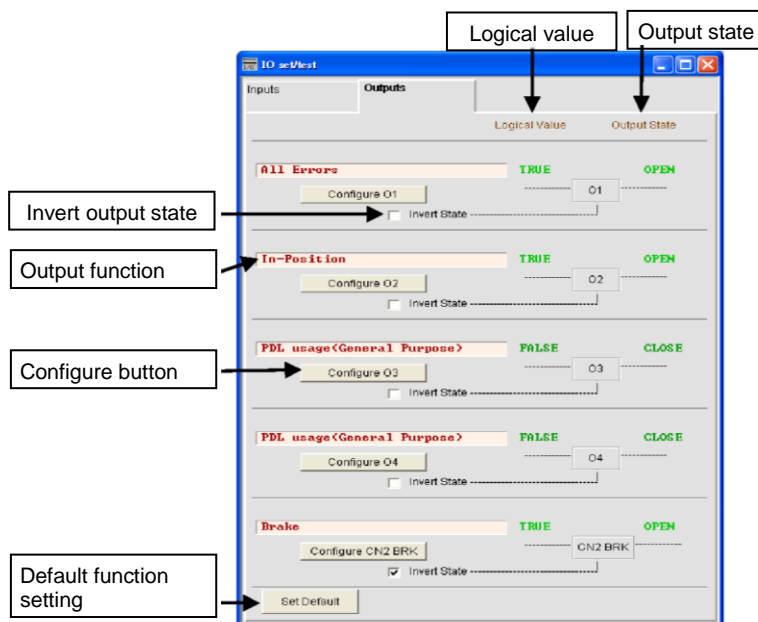 Logical value
Output state
IO set/test
Inputs
Outputs
Logical Value
Output State
All Errors
TRUE
OPEN
Configure O1
O1
Invert output state
Invert State
Output function
In-Position
TRUE
OPEN
Configure O2
O2
Invert State
PDL usage(General Purpose)
FALSE
CLOSE
Configure button
Configure O3
O3
Invert State
PDL usage(General Purpose)
FALSE
CLOSE
Configure O4
O4
Invert State
Brake
TRUE
OPEN
Configure CN2 BRK
CN2 BRK
Invert State
Default function
setting
Set Default